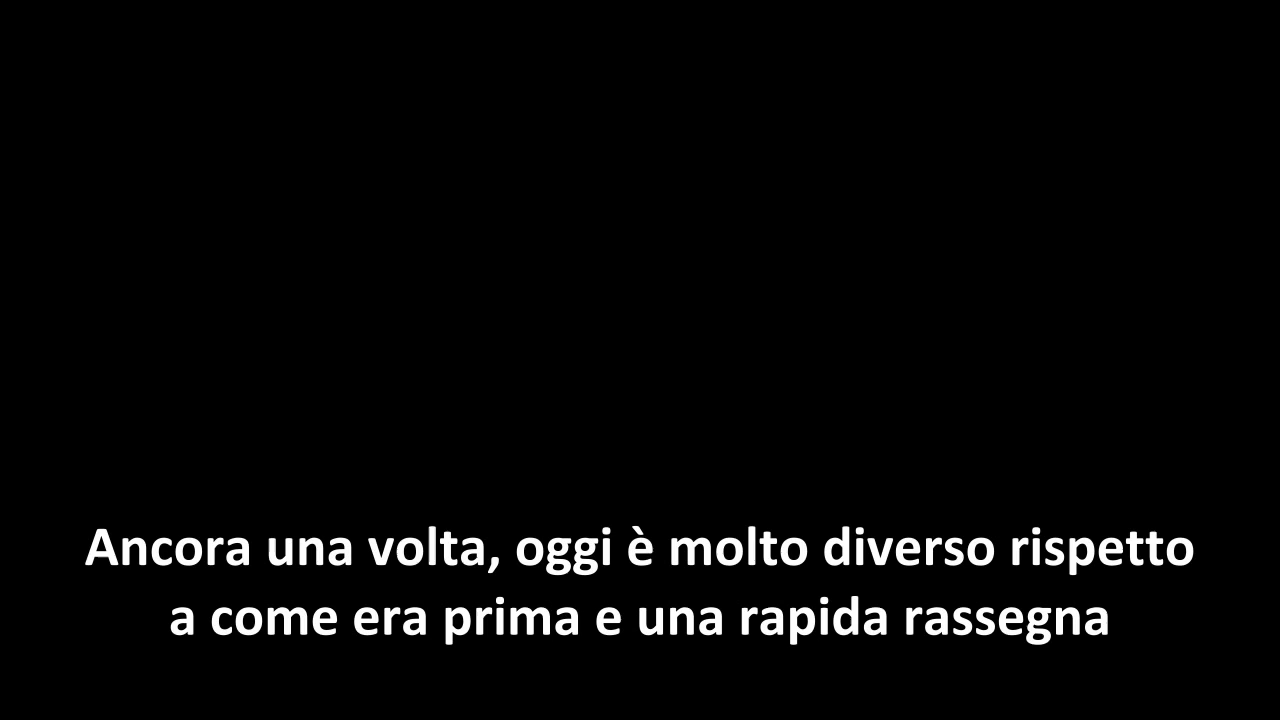 Ancora una volta, oggi è molto diverso rispetto
a come era prima e una rapida rassegna